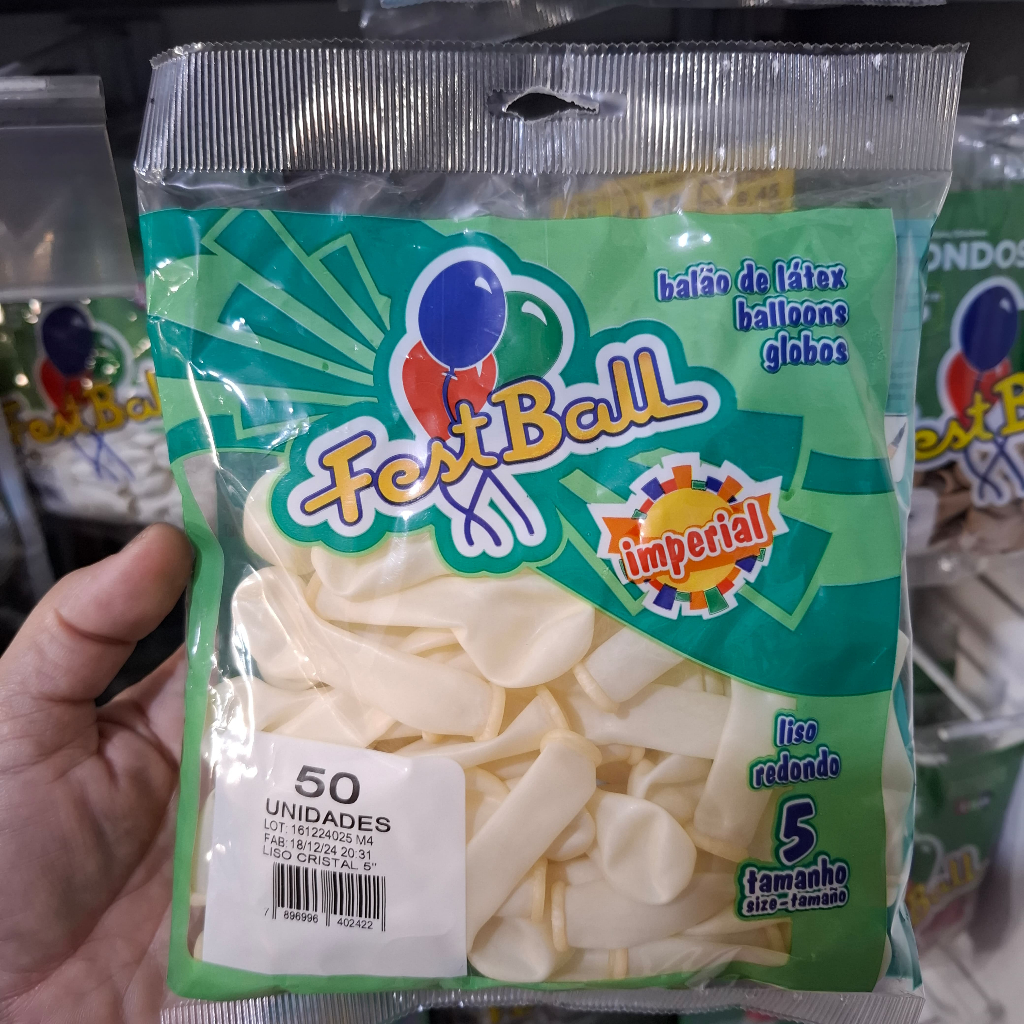 balão de látex
balloons
globos
FestBall
imperial
liso
redondo
5
tamanho
size-tamaño
50
UNIDADES
LOT: 161224025 M4
FAB: 18/12/24 20:31
LISO CRISTAL 5"
7 896996 402422
ONDOS